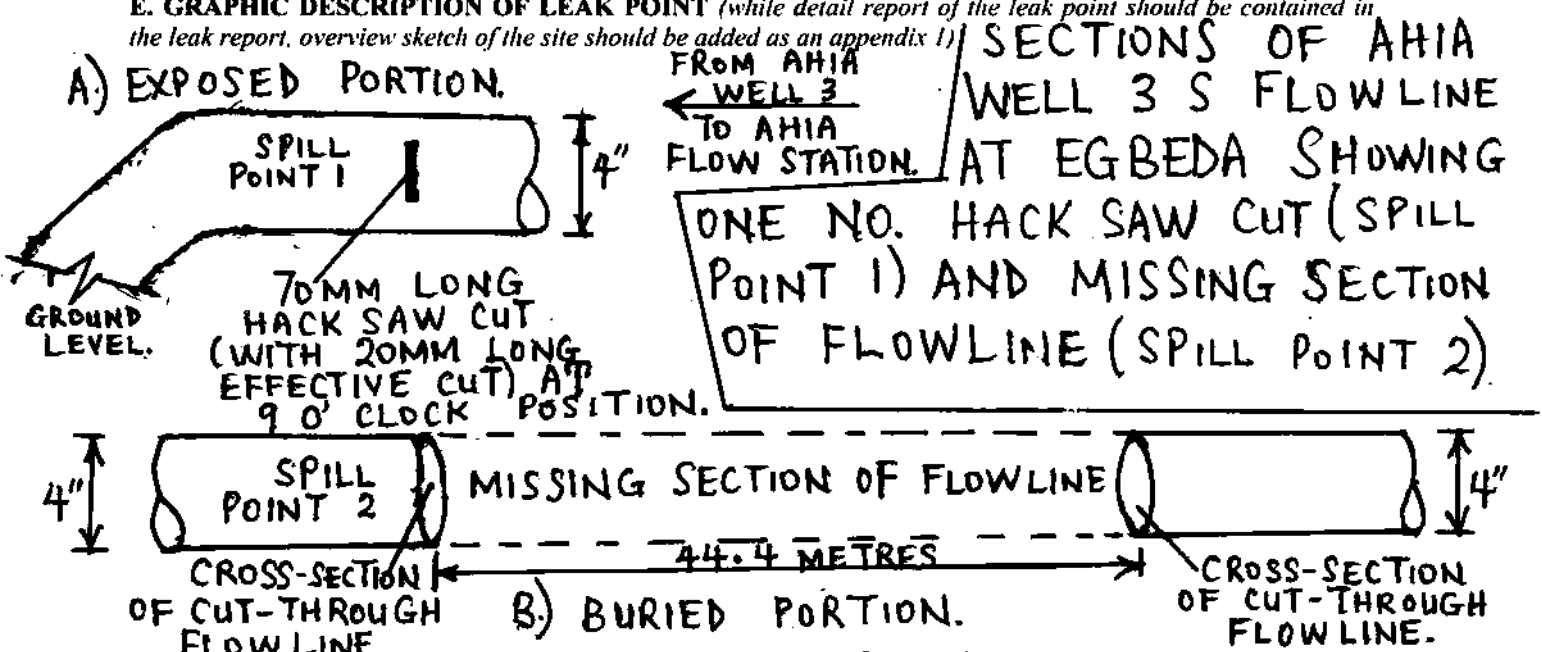 E. GRAPHIC DESCRIPTION OF LEAK POINT (while detail report of the leak point should be contained in
the leak report, overview sketch of the site should be added as an appendix 1)
A.) EXPOSED PORTION.
FROM AHIA
WELL 3
TO AHIA
FLOW STATION.
SECTIONS OF AHIA
WELL 3 S FLOWLINE
AT EGBEDA SHOWING
ONE NO. HACK SAW CUT (SPILL
POINT 1) AND MISSING SECTION
OF FLOWLINE (SPILL POINT 2).
SPILL
POINT 1
4"
GROUND
LEVEL.
70MM LONG
HACK SAW CUT
(WITH 20MM LONG
EFFECTIVE CUT) AT
9 O'CLOCK POSITION.
4"
SPILL
POINT 2
MISSING SECTION OF FLOWLINE
4"
44.4 METRES
CROSS-SECTION
OF CUT-THROUGH
FLOWLINE
B.) BURIED PORTION.
CROSS-SECTION
OF CUT-THROUGH
FLOWLINE.